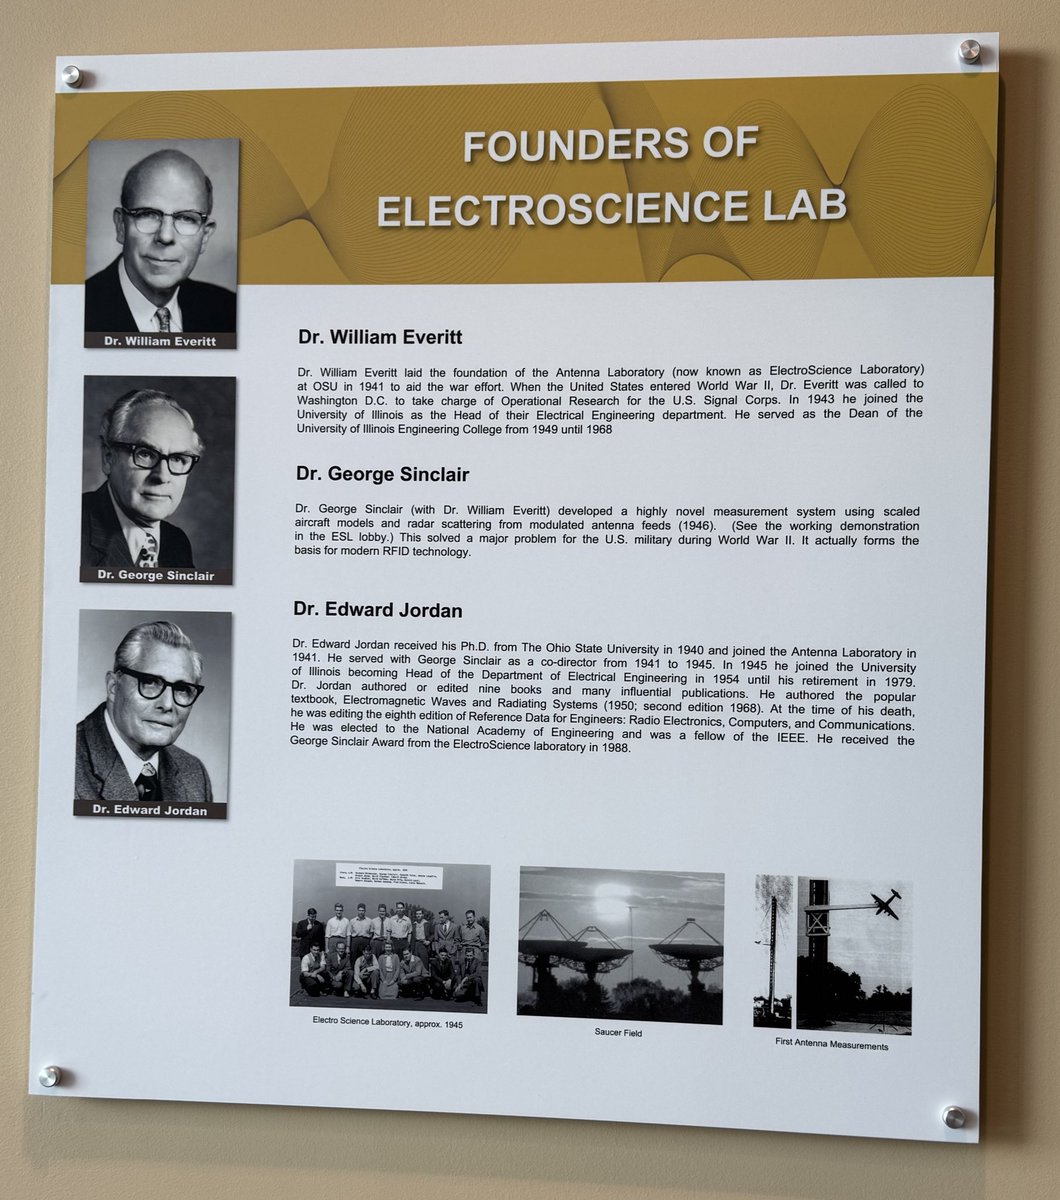 FOUNDERS OF
ELECTROSCIENCE LAB
Dr. William Everitt
Dr. William Everitt
Dr. William Everitt laid the foundation of the Antenna Laboratory (now known as ElectroScience Laboratory)
at OSU in 1941 to aid the war effort. When the United States entered World War II, Dr. Everitt was called to
Washington D.C. to take charge of Operational Research for the U.S. Signal Corps. In 1943 he joined the
University of Illinois as the Head of their Electrical Engineering department. He served as the Dean of the
University of Illinois Engineering College from 1949 until 1968
Dr. George Sinclair
Dr. George Sinclair
Dr. George Sinclair (with Dr. William Everitt) developed a highly novel measurement system using scaled
aircraft models and radar scattering from modulated antenna feeds (1946). (See the working demonstration
in the ESL lobby.) This solved a major problem for the U.S. military during World War II. It actually forms the
basis for modern RFID technology.
Dr. Edward Jordan
Dr. Edward Jordan
Dr. Edward Jordan received his Ph.D. from The Ohio State University in 1940 and joined the Antenna Laboratory in
1941. He served with George Sinclair as a co-director from 1941 to 1945. In 1945 he joined the University
of Illinois becoming Head of the Department of Electrical Engineering in 1954 until his retirement in 1979.
Dr. Jordan authored or edited nine books and many influential publications. He authored the popular
textbook, Electromagnetic Waves and Radiating Systems (1950; second edition 1968). At the time of his death,
he was editing the eighth edition of Reference Data for Engineers: Radio Electronics, Computers, and Communications.
He was elected to the National Academy of Engineering and was a fellow of the IEEE. He received the
George Sinclair Award from the ElectroScience laboratory in 1988.
Electro Science Laboratory, approx. 1945
Saucer Field
First Antenna Measurements